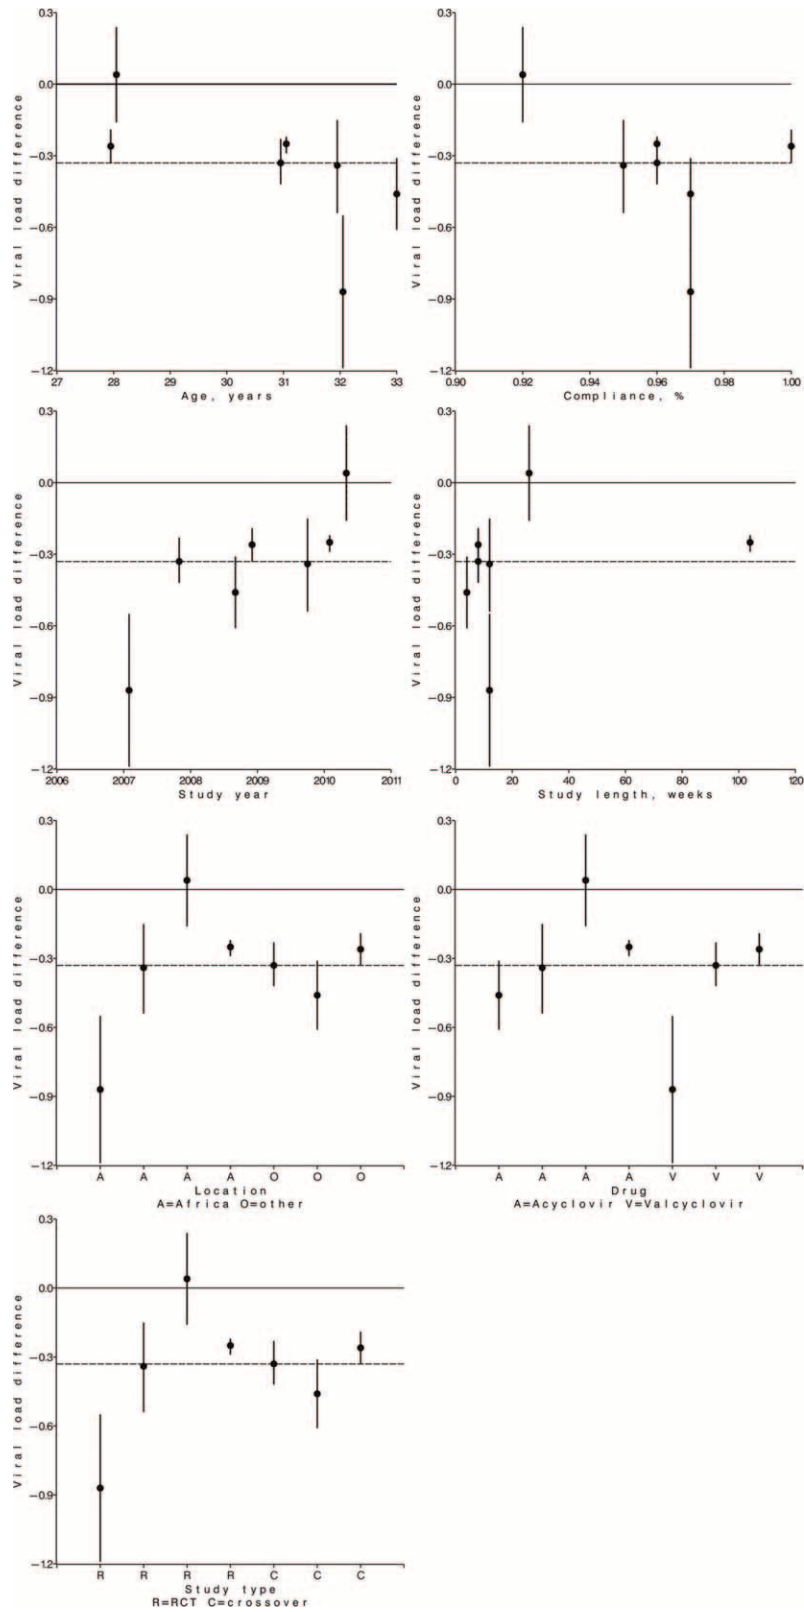 0.3 0.3
0.0 0.0
Viral load difference Viral load difference
−0.3 −0.3
−0.6 −0.6
−0.9 −0.9
−1.2 −1.2
27 28 29 30 31 32 33 0.90 0.92 0.94 0.96 0.98 1.00
Age, years Compliance, %
0.3 0.3
0.0 0.0
Viral load difference Viral load difference
−0.3 −0.3
−0.6 −0.6
−0.9 −0.9
−1.2 −1.2
2006 2007 2008 2009 2010 2011 0 20 40 60 80 100 120
Study year Study length, weeks
0.3 0.3
0.0 0.0
Viral load difference Viral load difference
−0.3 −0.3
−0.6 −0.6
−0.9 −0.9
−1.2 −1.2
A A A A O O O A A A A V V V
Location Drug
A=Africa O=other A=Acyclovir V=Valcyclovir
0.3
0.0
Viral load difference
−0.3
−0.6
−0.9
−1.2
R R R R C C C
Study type
R=RCT C=crossover